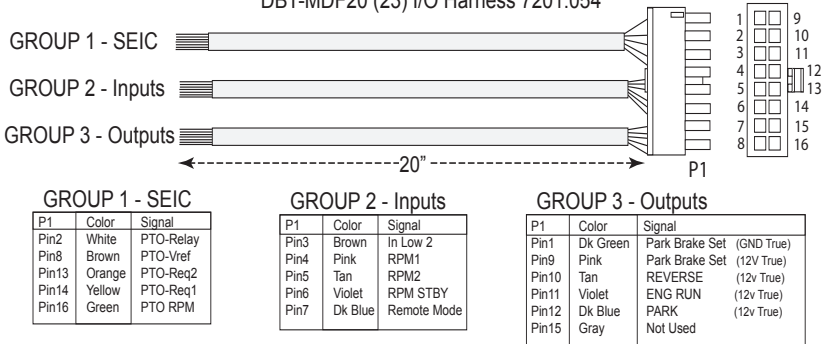 DBT-MDF20 (23) I/O Harness 7201.054
GROUP 1 - SEIC
GROUP 2 - Inputs
GROUP 3 - Outputs
20”
P1
1 9
2 10
3 11
4 12
5 13
6 14
7 15
8 16
GROUP 1 - SEIC
P1 Color Signal
Pin2 White PTO-Relay
Pin8 Brown PTO-Vref
Pin13 Orange PTO-Req2
Pin14 Yellow PTO-Req1
Pin16 Green PTO RPM
GROUP 2 - Inputs
P1 Color Signal
Pin3 Brown In Low 2
Pin4 Pink RPM1
Pin5 Tan RPM2
Pin6 Violet RPM STBY
Pin7 Dk Blue Remote Mode
GROUP 3 - Outputs
P1 Color Signal
Pin1 Dk Green Park Brake Set (GND True)
Pin9 Pink Park Brake Set (12V True)
Pin10 Tan REVERSE (12v True)
Pin11 Violet ENG RUN (12v True)
Pin12 Dk Blue PARK (12v True)
Pin15 Gray Not Used